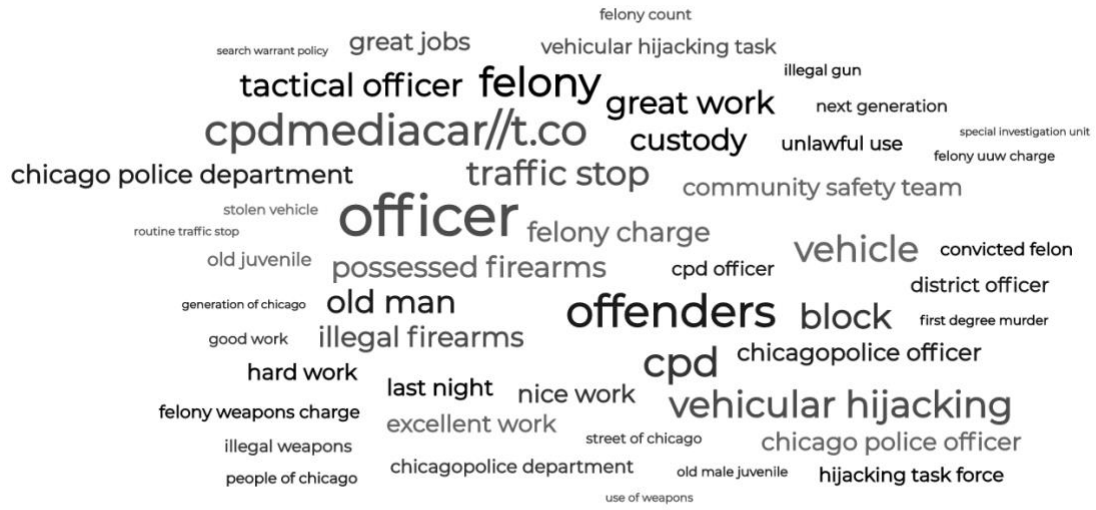 felony count
search warrant policy
great jobs
vehicular hijacking task
illegal gun
tactical officer
felony
great work
next generation
cpdmediacar//t.co
custody
unlawful use
special investigation unit
felony uuw charge
chicago police department
traffic stop
community safety team
stolen vehicle
officer
routine traffic stop
felony charge
vehicle
convicted felon
old juvenile
possessed firearms
cpd officer
district officer
generation of chicago
old man
offenders
block
first degree murder
good work
illegal firearms
cpd
chicagopolice officer
hard work
last night
nice work
vehicular hijacking
felony weapons charge
excellent work
street of chicago
chicago police officer
illegal weapons
people of chicago
chicagopolice department
old male juvenile
hijacking task force
use of weapons